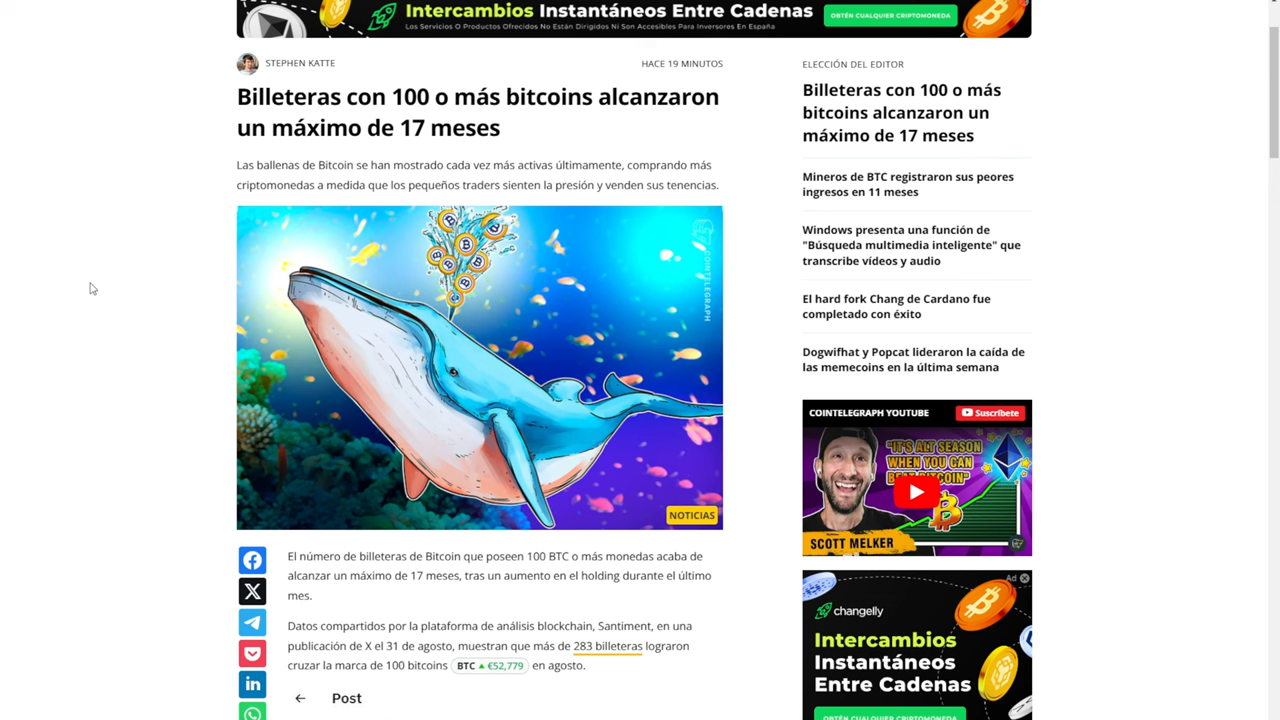 Intercambios Instantáneos Entre Cadenas
Los Servicios O Productos Ofrecidos No Están Dirigidos Ni Son Accesibles Para Inversores En España
OBTÉN CUALQUIER CRIPTOMONEDA
STEPHEN KATTE
HACE 19 MINUTOS
Billeteras con 100 o más bitcoins alcanzaron
un máximo de 17 meses
Las ballenas de Bitcoin se han mostrado cada vez más activas últimamente, comprando más
criptomonedas a medida que los pequeños traders sienten la presión y venden sus tenencias.
COINTELEGRAPH
NOTICIAS
El número de billeteras de Bitcoin que poseen 100 BTC o más monedas acaba de
alcanzar un máximo de 17 meses, tras un aumento en el holding durante el último
mes.
Datos compartidos por la plataforma de análisis blockchain, Santiment, en una
publicación de X el 31 de agosto, muestran que más de 283 billeteras lograron
cruzar la marca de 100 bitcoins BTC ▲ €52,779 en agosto.
← Post
ELECCIÓN DEL EDITOR
Billeteras con 100 o más
bitcoins alcanzaron un
máximo de 17 meses
Mineros de BTC registraron sus peores
ingresos en 11 meses
Windows presenta una función de
"Búsqueda multimedia inteligente" que
transcribe vídeos y audio
El hard fork Chang de Cardano fue
completado con éxito
Dogwifhat y Popcat lideraron la caída de
las memecoins en la última semana
COINTELEGRAPH YOUTUBE
Suscríbete
"IT'S ALT SEASON
WHEN YOU CAN
BEAT BITCOIN"
SCOTT MELKER
Ad
changelly
Intercambios
Instantáneos
Entre Cadenas
OBTÉN CUALQUIER CRIPTOMONEDA